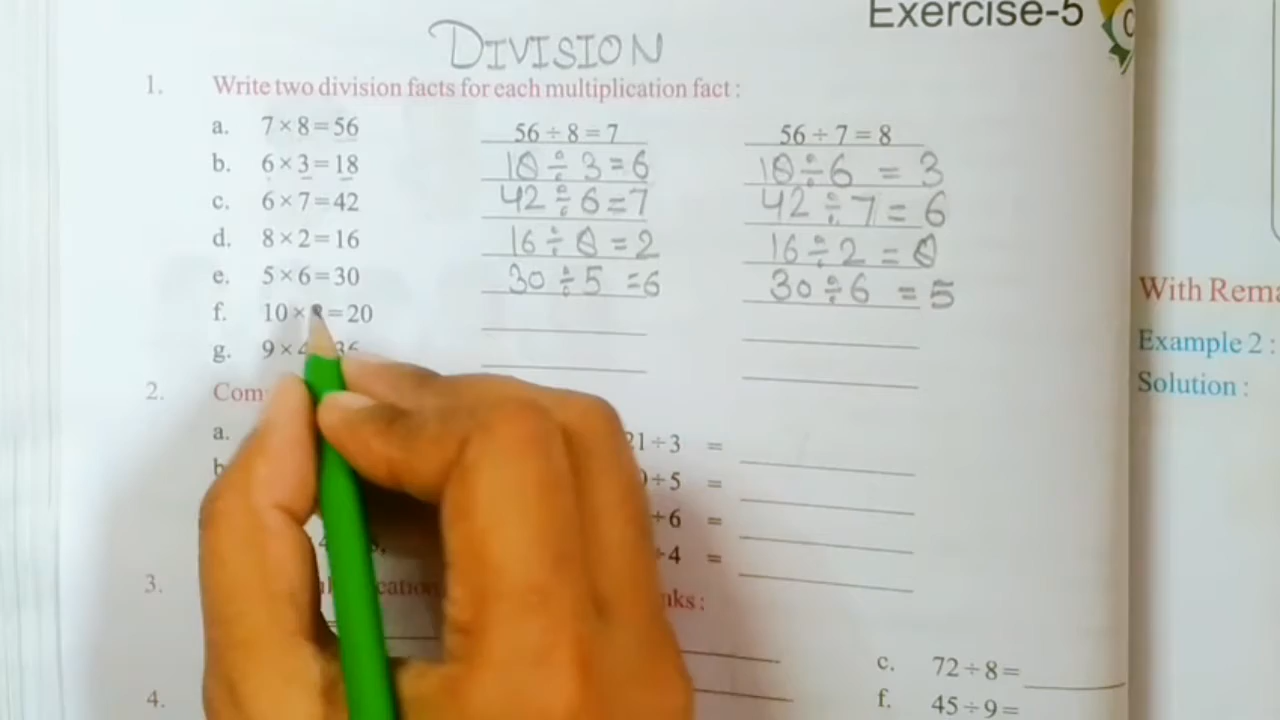 Exercise-5
DIVISION
1. Write two division facts for each multiplication fact :
a. 7 × 8 = 56 56 ÷ 8 = 7 56 ÷ 7 = 8
b. 6 × 3 = 18 18 ÷ 3 = 6 18 ÷ 6 = 3
c. 6 × 7 = 42 42 ÷ 6 = 7 42 ÷ 7 = 6
d. 8 × 2 = 16 16 ÷ 8 = 2 16 ÷ 2 = 8
e. 5 × 6 = 30 30 ÷ 5 = 6 30 ÷ 6 = 5
f. 10 × = 20
g. 9 × 36
2.
a. 21 ÷ 3 =
÷ 5 =
÷ 6 =
4 =
3.
c. 72 ÷ 8 =
4. f. 45 ÷ 9 =
With
Example 2 :
Solution :